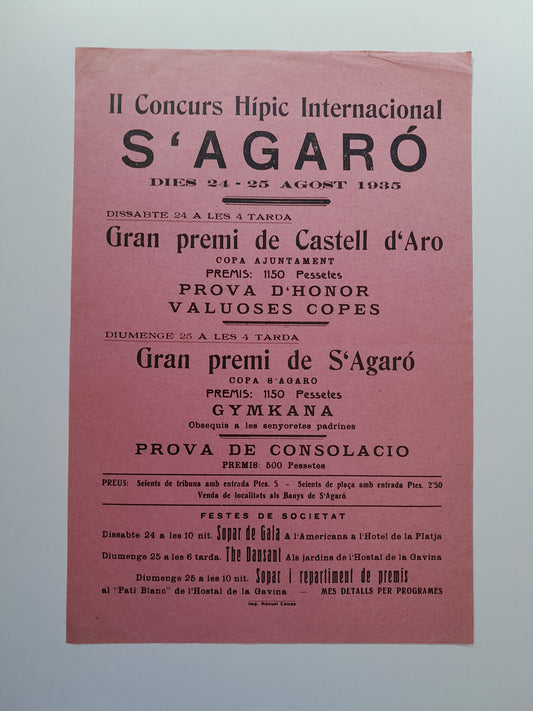 II Concurs Hípic Internacional
S'AGARÓ
DIES 24 - 25 AGOST 1935
DISSABTE 24 A LES 4 TARDA
Gran premi de Castell d'Aro
COPA AJUNTAMENT
PREMIS: 1150 Pessetes
PROVA D'HONOR
VALUOSES COPES
DIUMENGE 25 A LES 4 TARDA
Gran premi de S'Agaró
COPA S'AGARO
PREMIS: 1150 Pessetes
GYMKANA
Obsequis a les senyoretes padrines
PROVA DE CONSOLACIO
PREMIS: 500 Pessetes
PREUS: Seients de tribuna amb entrada Ptes. 5 - Seients de plaça amb entrada Ptes. 2'50
Venda de localitats als Banys de S'Agaró.
FESTES DE SOCIETAT
Dissabte 24 a les 10 nit. Sopar de Gala A l'Americana a l'Hotel de la Platja
Diumenge 25 a les 6 tarda. The Dansant Als jardins de l'Hostal de la Gavina
Diumenge 25 a les 10 nit. Sopar i repartiment de premis
al "Pati Blanc" de l'Hostal de la Gavina — MES DETALLS PER PROGRAMES
Imp. Manuel